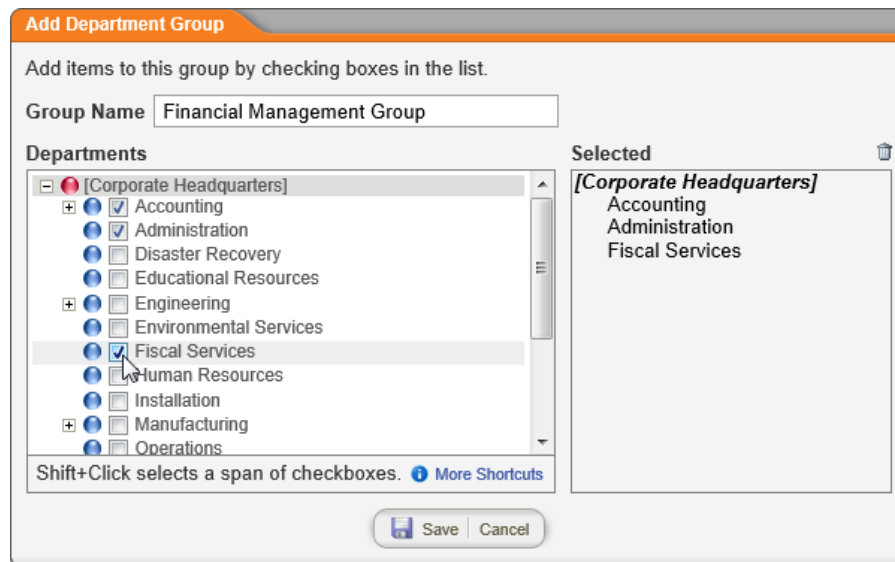 Add Department Group
Add items to this group by checking boxes in the list.
Group Name Financial Management Group
Departments
[Corporate Headquarters]
Accounting
Administration
Disaster Recovery
Educational Resources
Engineering
Environmental Services
Fiscal Services
Human Resources
Installation
Manufacturing
Operations
Shift+Click selects a span of checkboxes. More Shortcuts
Selected
[Corporate Headquarters]
Accounting
Administration
Fiscal Services
Save Cancel